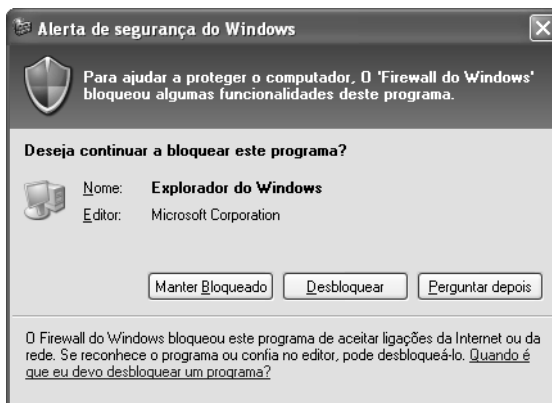 Alerta de segurança do Windows
Para ajudar a proteger o computador, O 'Firewall do Windows'
bloqueou algumas funcionalidades deste programa.
Deseja continuar a bloquear este programa?
Nome: Explorador do Windows
Editor: Microsoft Corporation
Manter Bloqueado Desbloquear Perguntar depois
O Firewall do Windows bloqueou este programa de aceitar ligações da Internet ou da
rede. Se reconhece o programa ou confia no editor, pode desbloqueá-lo. Quando é
que eu devo desbloquear um programa?